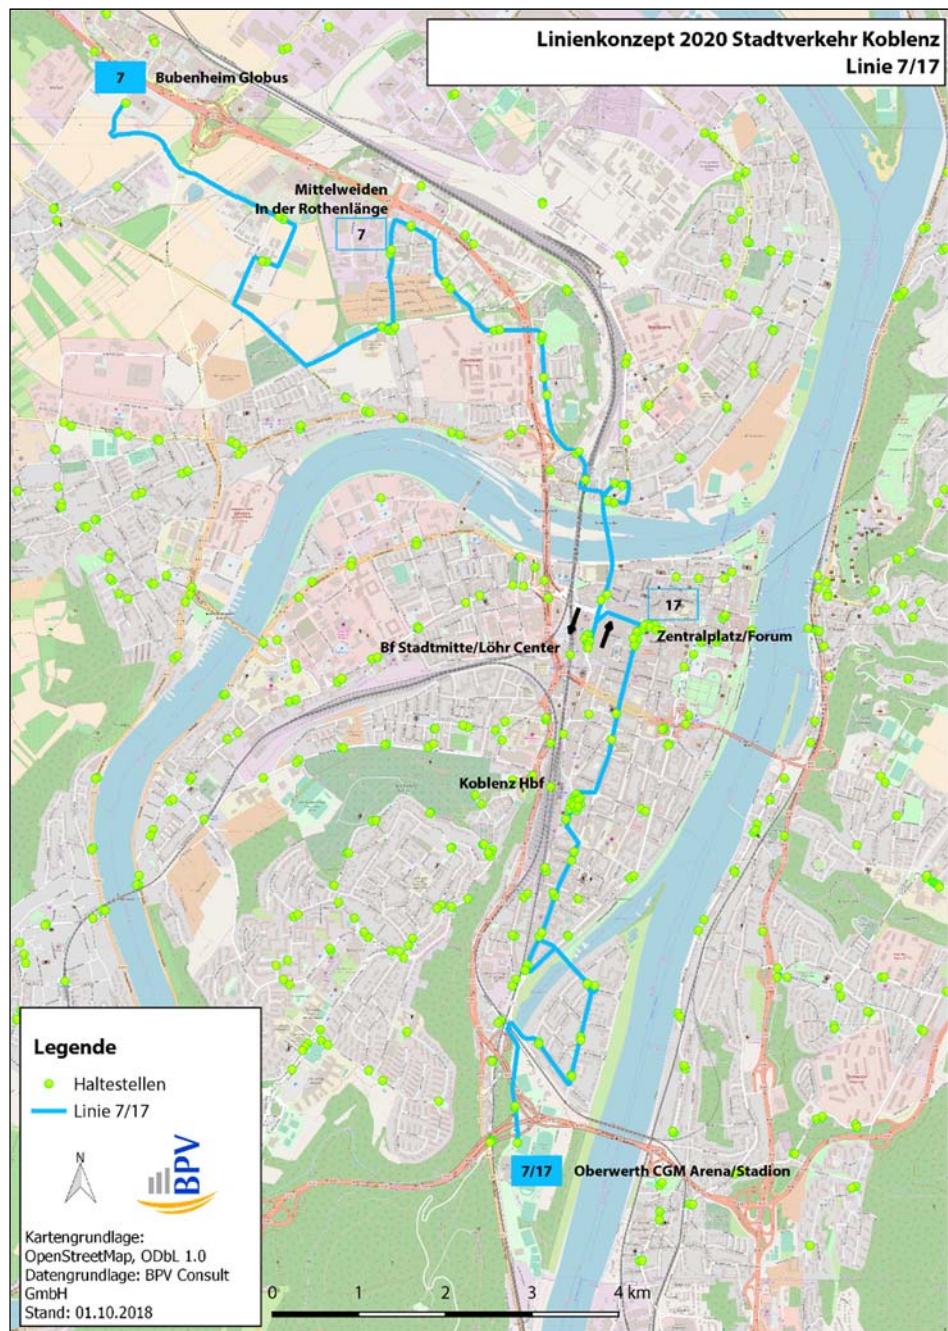 Linienkonzept 2020 Stadtverkehr Koblenz
Linie 7/17
7
Bubenheim Globus
Mittelweiden
In der Rothenlänge
7
17
Zentralplatz/Forum
Bf Stadtmitte/Löhr Center
Koblenz Hbf
7/17
Oberwerth CGM Arena/Stadion
Legende
Haltestellen
Linie 7/17
N
BPV
Kartengrundlage:
OpenStreetMap, ODbL 1.0
Datengrundlage: BPV Consult
GmbH
Stand: 01.10.2018
0 1 2 3 4 km